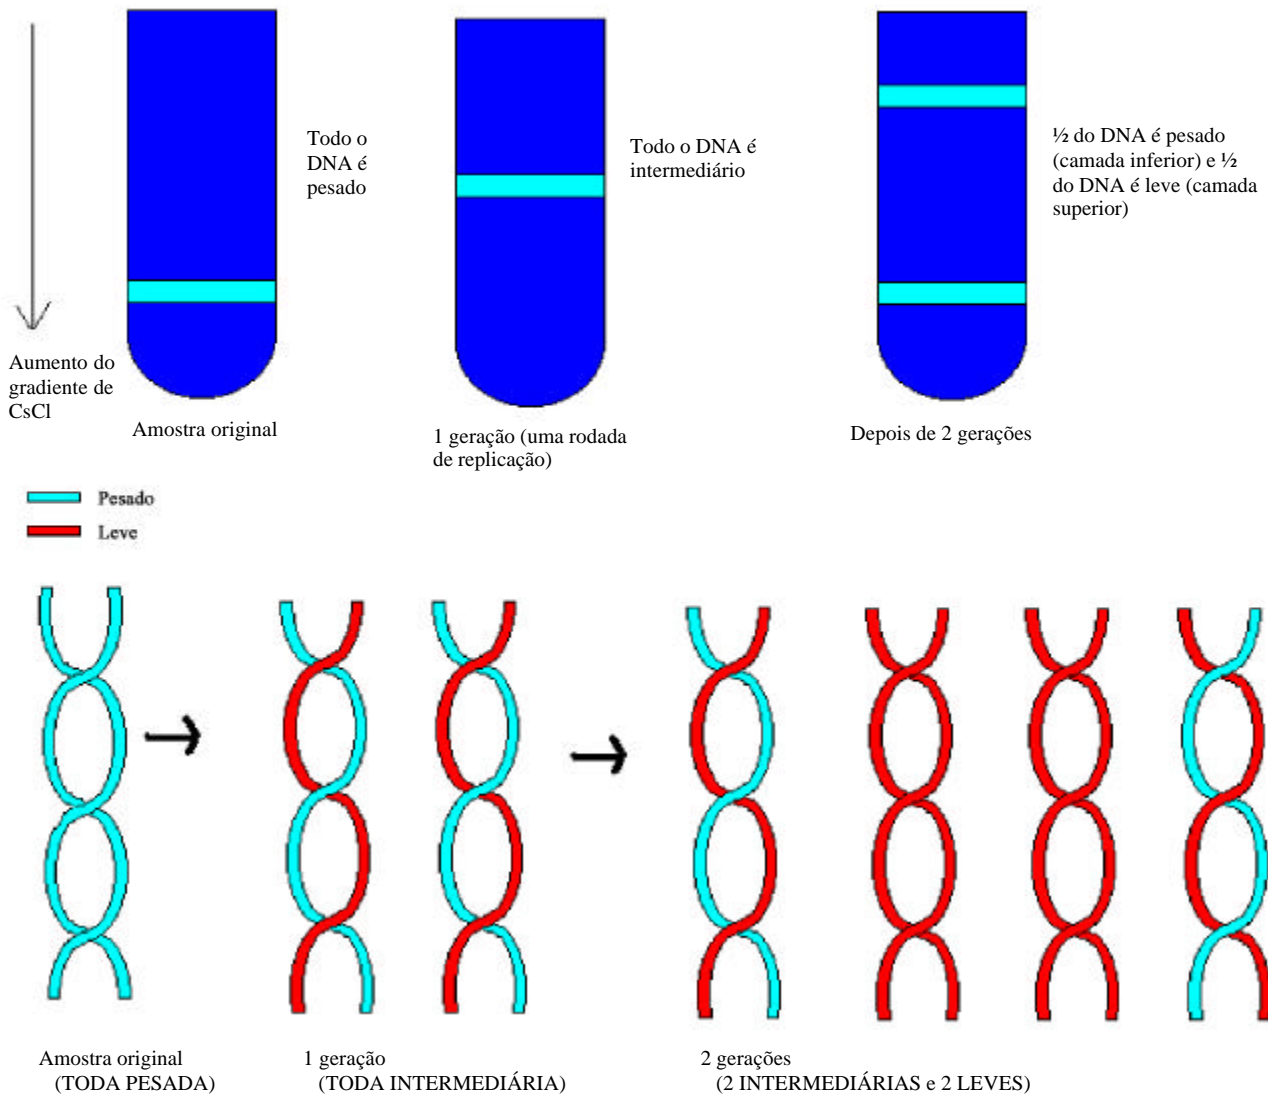 Todo o
DNA é
pesado
Todo o DNA é
intermediário
½ do DNA é pesado
(camada inferior) e ½
do DNA é leve (camada
superior)
Aumento do
gradiente de
CsCl
Amostra original
1 geração (uma rodada
de replicação)
Depois de 2 gerações
Pesado
Leve
Amostra original
(TODA PESADA)
1 geração
(TODA INTERMEDIÁRIA)
2 gerações
(2 INTERMEDIÁRIAS e 2 LEVES)